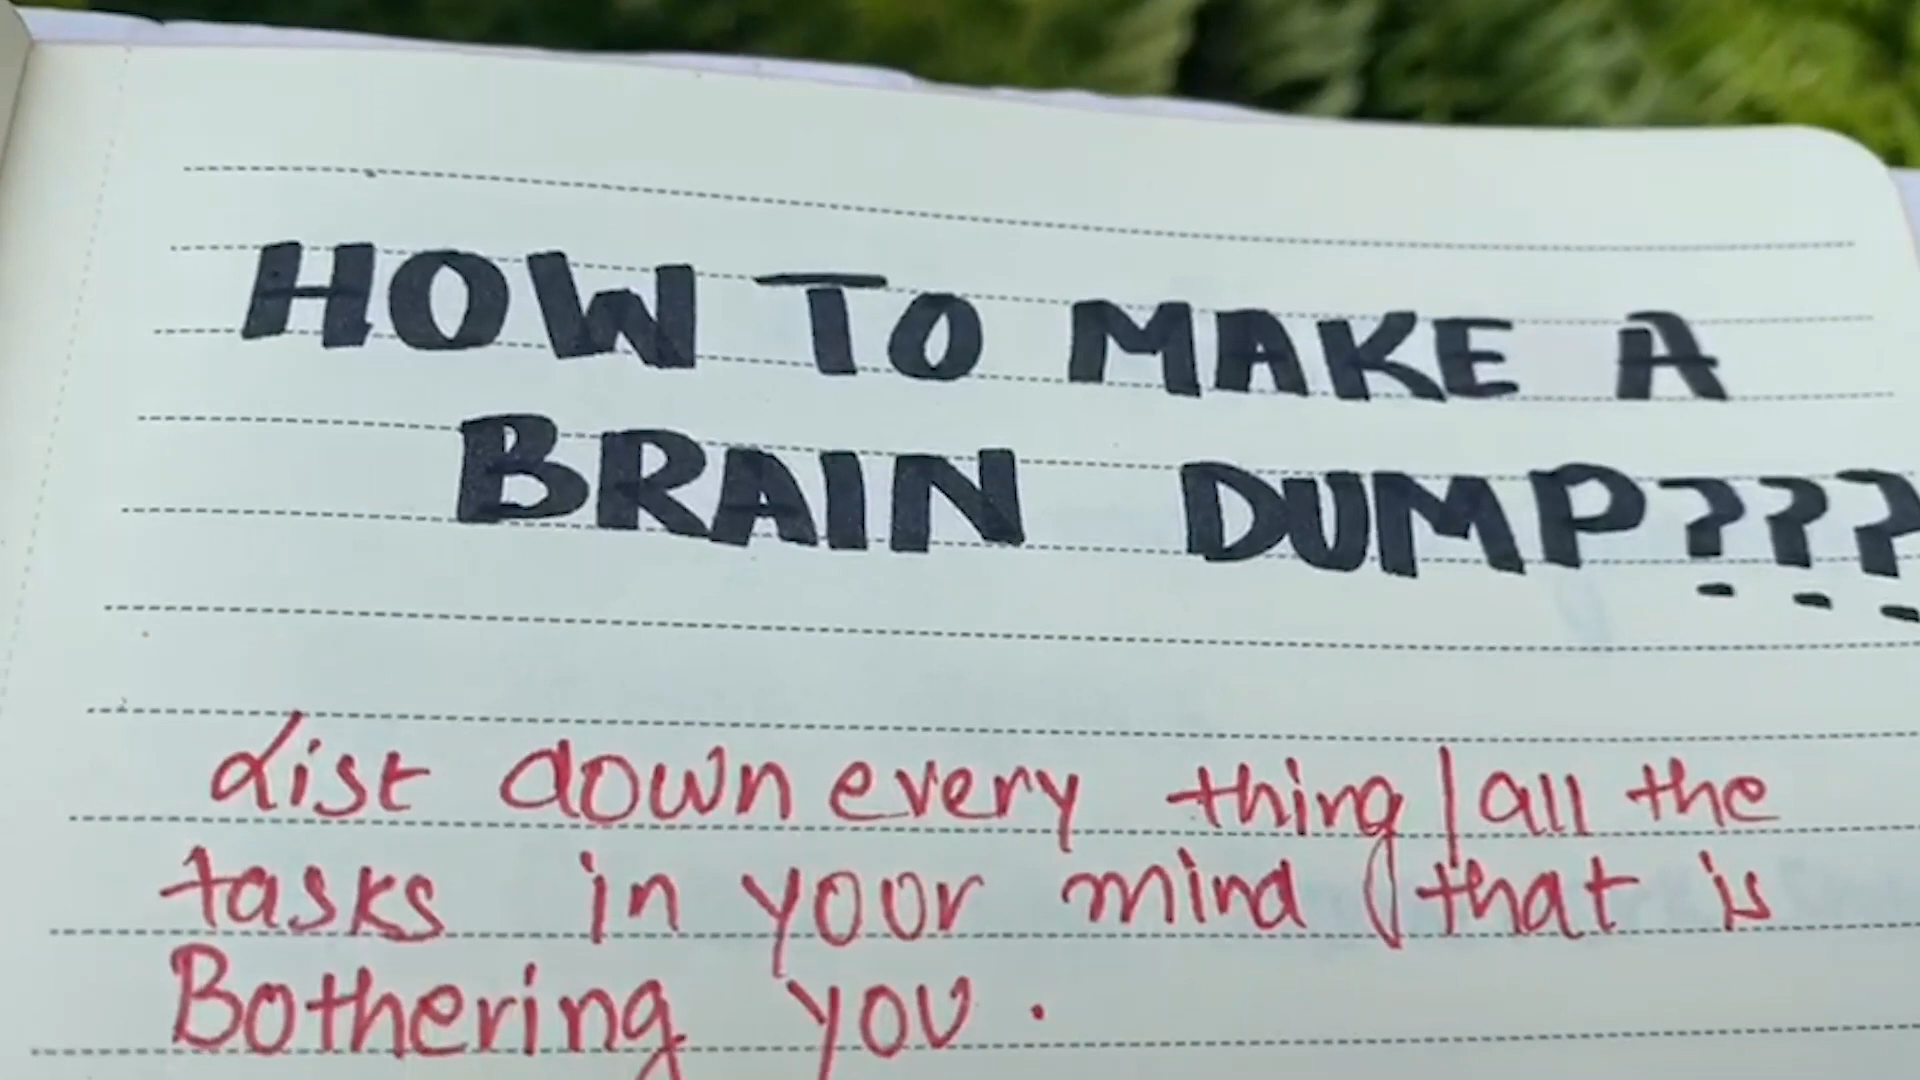 HOW TO MAKE A
BRAIN DUMP???
List down every thing/all the
tasks in your mind that is
Bothering you.